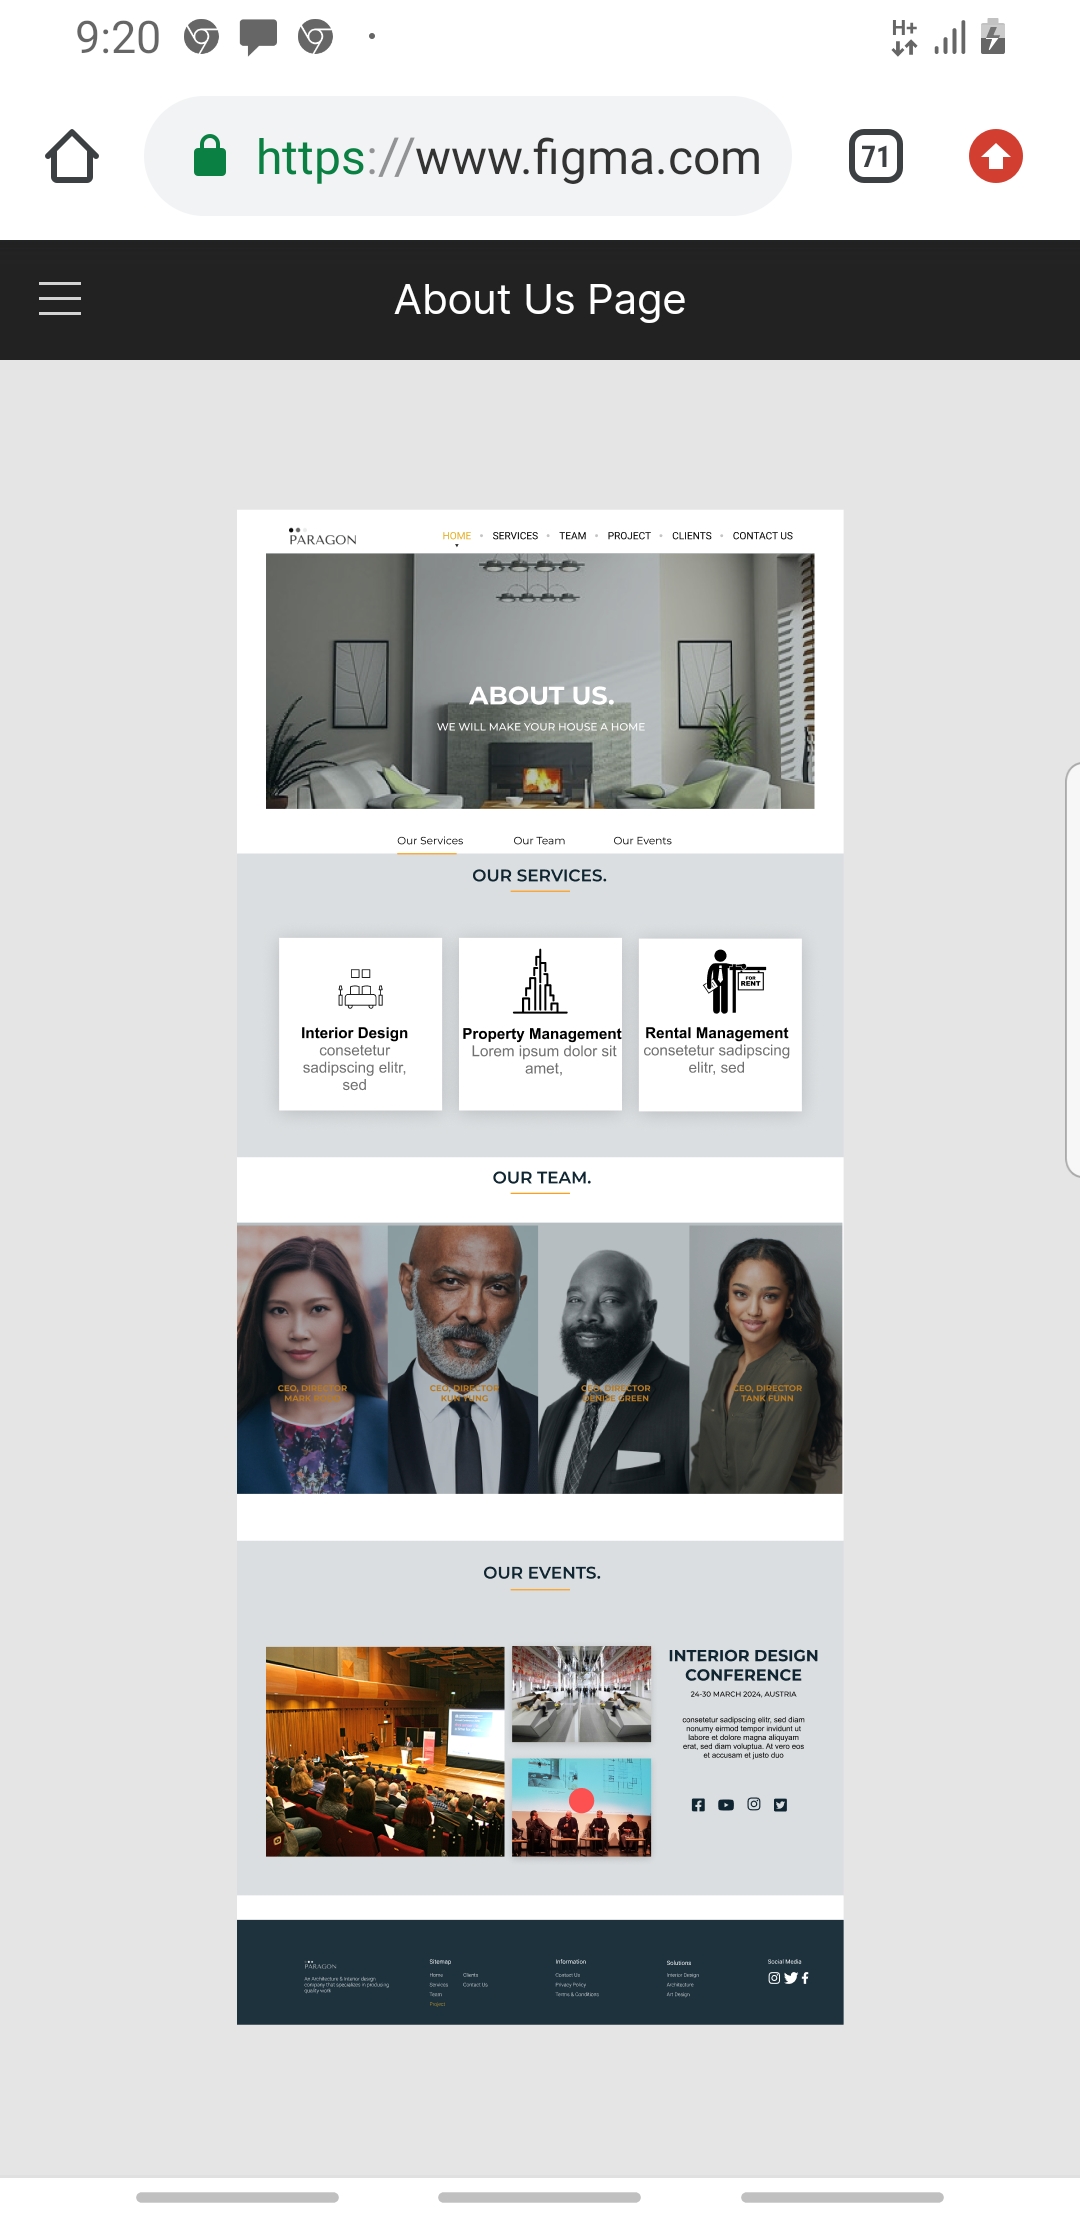 9:20
H+
https://www.figma.com
71
About Us Page
PARAGON
HOME • SERVICES • TEAM • PROJECT • CLIENTS • CONTACT US
ABOUT US.
WE WILL MAKE YOUR HOUSE A HOME
Our Services Our Team Our Events
OUR SERVICES.
FOR
RENT
Interior Design
consetetur
sadipscing elitr,
sed
Property Management
Lorem ipsum dolor sit
amet,
Rental Management
consetetur sadipscing
elitr, sed
OUR TEAM.
CEO, DIRECTOR
MARK
CEO, DIRECTOR
KUN TUNG
CEO, DIRECTOR
DENISE GREEN
CEO, DIRECTOR
TANK FUNN
OUR EVENTS.
INTERIOR DESIGN
CONFERENCE
24-30 MARCH 2024, AUSTRIA
consetetur sadipscing elitr, sed diam
nonumy eirmod tempor invidunt ut
labore et dolore magna aliquyam
erat, sed diam voluptua. At vero eos
et accusam et justo duo
PARAGON
An Architecture & Interior design
company that specializes in producing
quality work
Sitemap
Home Clients
Services Contact Us
Team
Project
Information
Contact Us
Privacy Policy
Terms & Conditions
Solutions
Interior Design
Architecture
Art Design
Social Media